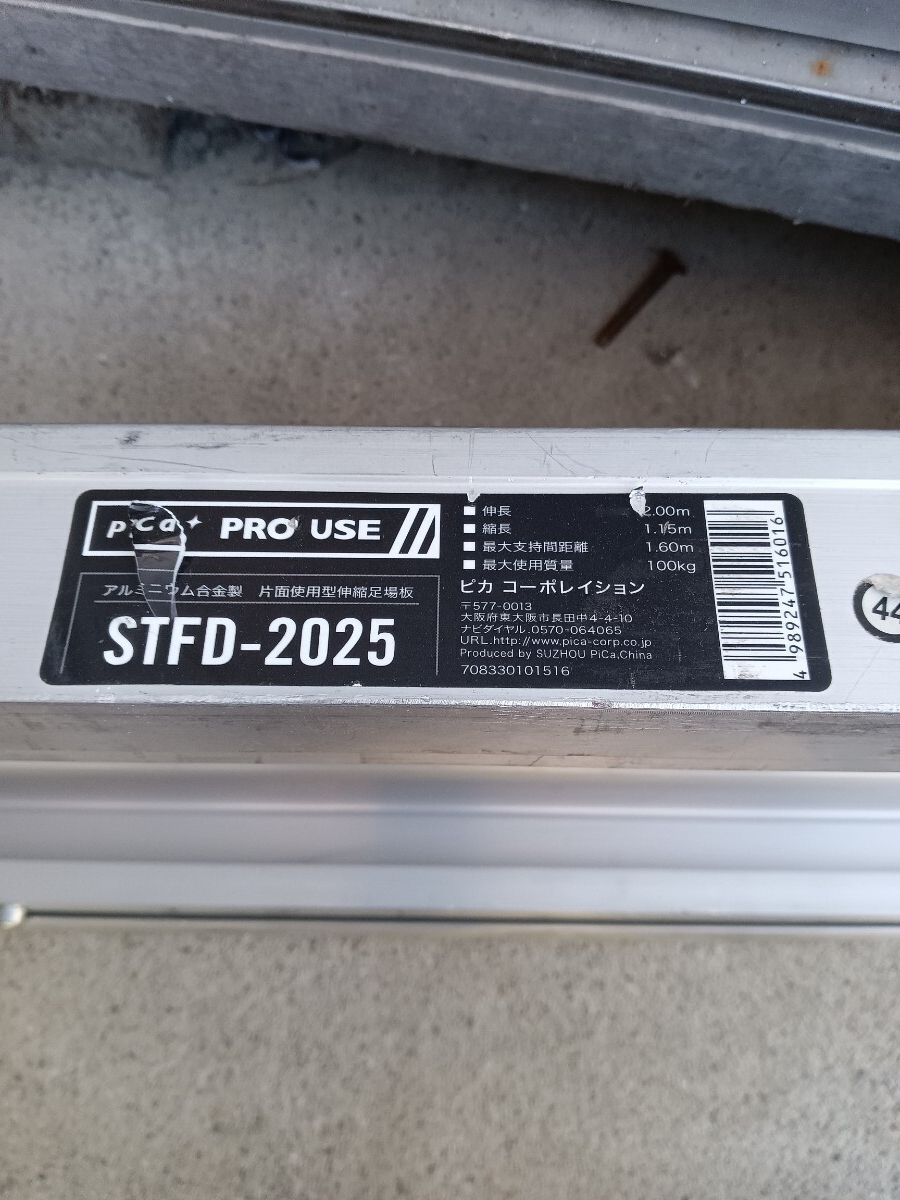 PiCa PRO USE
アルミニウム合金製 片面使用型伸縮足場板
STFD-2025
■ 伸長 2.00m
■ 縮長 1.15m
■ 最大支持間距離 1.60m
■ 最大使用質量 100kg
ピカ コーポレイション
〒577-0013
大阪府東大阪市長田中4-4-10
ナビダイヤル.0570-064065
URL.http://www.pica-corp.co.jp
Produced by SUZHOU PiCa,China
708330101516
4 989247 516016
44